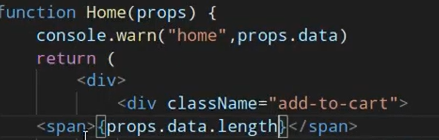 function Home(props) {
console.warn("home",props.data)
return (
<div>
<div className="add-to-cart">
<span>{props.data.length}</span>